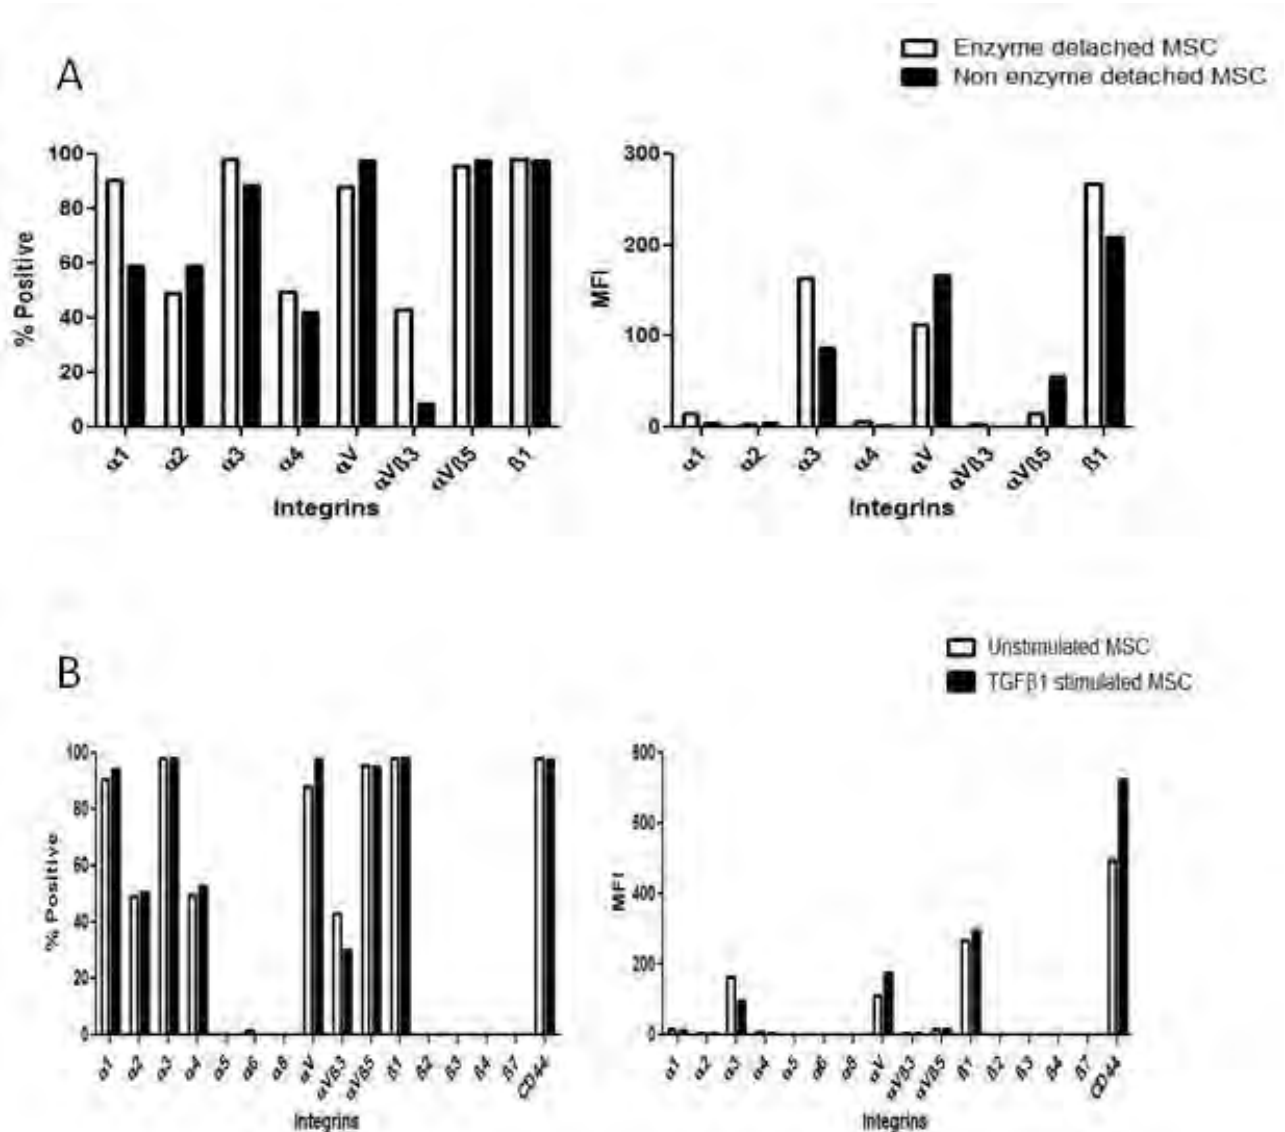 A
Enzyme detached MSC
Non enzyme detached MSC
% Positive
100
80
60
40
20
0
α1 α2 α3 α4 αV αVβ3 αVβ5 β1
Integrins
MFI
300
200
100
0
α1 α2 α3 α4 αV αVβ3 αVβ5 β1
Integrins
B
Unstimulated MSC
TGFβ1 stimulated MSC
% Positive
100
80
60
40
20
0
α1 α2 α3 α4 α5 α6 α8 αV αVβ3 αVβ5 β1 β2 β3 β4 β7 CD44
Integrins
MFI
800
600
400
200
0
α1 α2 α3 α4 α5 α6 α8 αV αVβ3 αVβ5 β1 β2 β3 β4 β7 CD44
Integrins